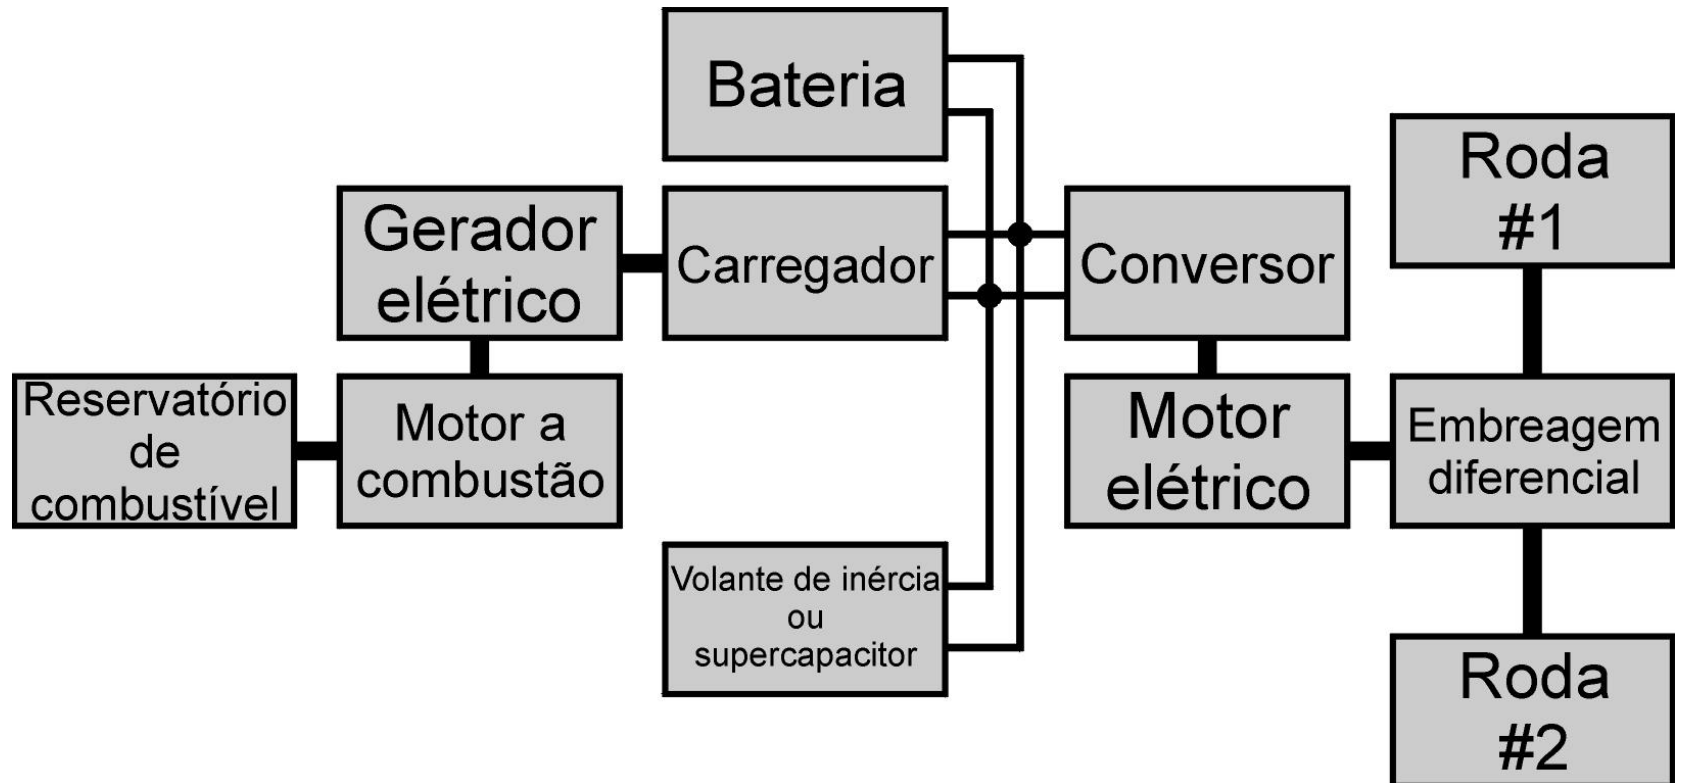 Bateria
Roda
#1
Gerador
elétrico
Carregador
Conversor
Reservatório
de
combustível
Motor a
combustão
Motor
elétrico
Embreagem
diferencial
Volante de inércia
ou
supercapacitor
Roda
#2